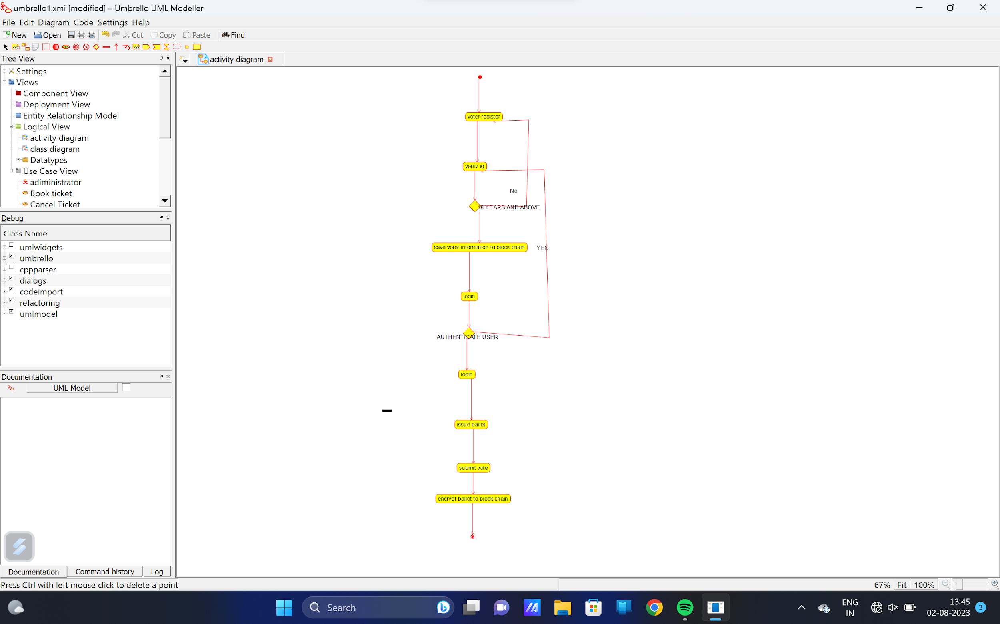 umbrello1.xmi [modified] – Umbrello UML Modeller
File Edit Diagram Code Settings Help
New Open Cut Copy Paste Find
Tree View
activity diagram
Settings
Views
Component View
Deployment View
Entity Relationship Model
Logical View
activity diagram
class diagram
Datatypes
Use Case View
adiministrator
Book ticket
Cancel Ticket
Debug
Class Name
umlwidgets
umbrello
cppparser
dialogs
codeimport
refactoring
umlmodel
Documentation
UML Model
voter register
verify id
No
18 YEARS AND ABOVE
save voter information to block chain
YES
login
AUTHENTICATE USER
login
issue ballet
submit vote
encrypt ballot to block chain
Documentation Command history Log
Press Ctrl with left mouse click to delete a point
67% Fit 100%
Search
ENG
IN
13:45
02-08-2023
3